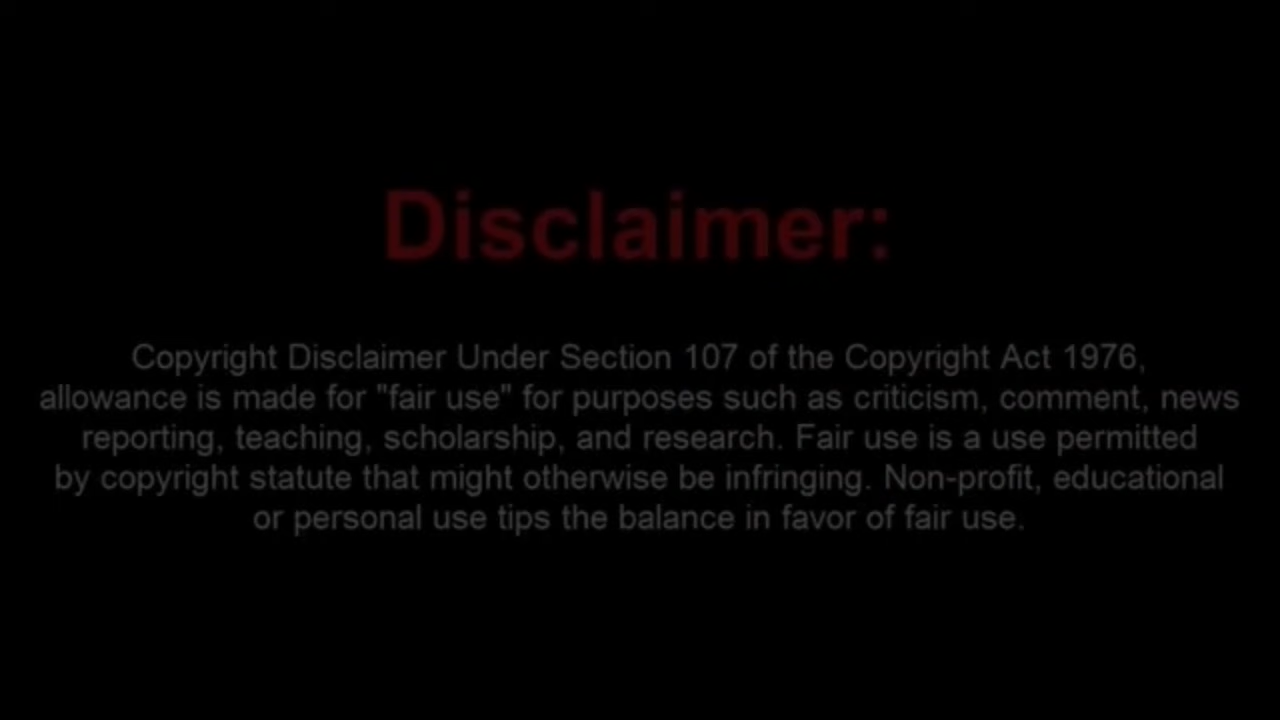 Disclaimer:
Copyright Disclaimer Under Section 107 of the Copyright Act 1976,
allowance is made for "fair use" for purposes such as criticism, comment, news
reporting, teaching, scholarship, and research. Fair use is a use permitted
by copyright statute that might otherwise be infringing. Non-profit, educational
or personal use tips the balance in favor of fair use.